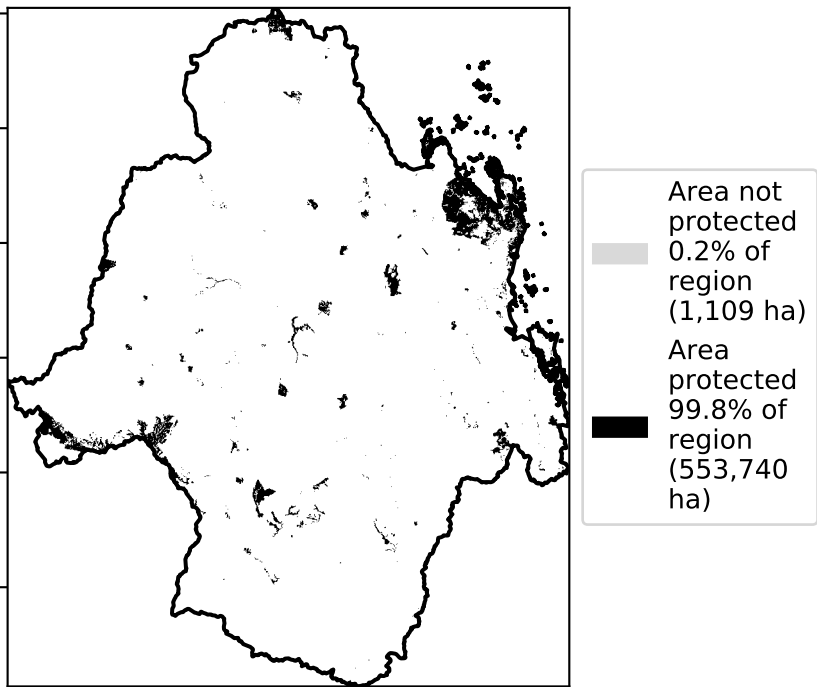 Area not
protected
0.2% of
region
(1,109 ha)
Area
protected
99.8% of
region
(553,740
ha)